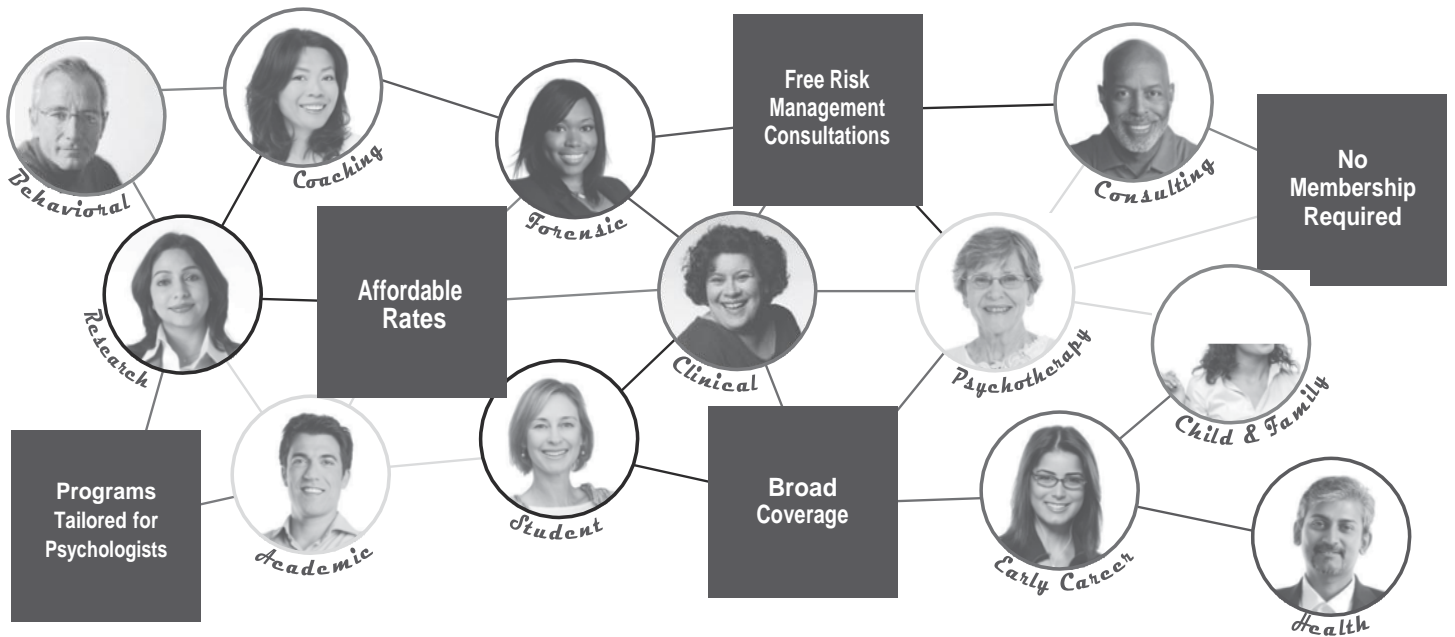 Behavioral
Coaching
Forensic
Free Risk
Management
Consultations
Consulting
No
Membership
Required
Research
Affordable
Rates
Clinical
Psychotherapy
Child & Family
Programs
Tailored for
Psychologists
Academic
Student
Broad
Coverage
Early Career
Health